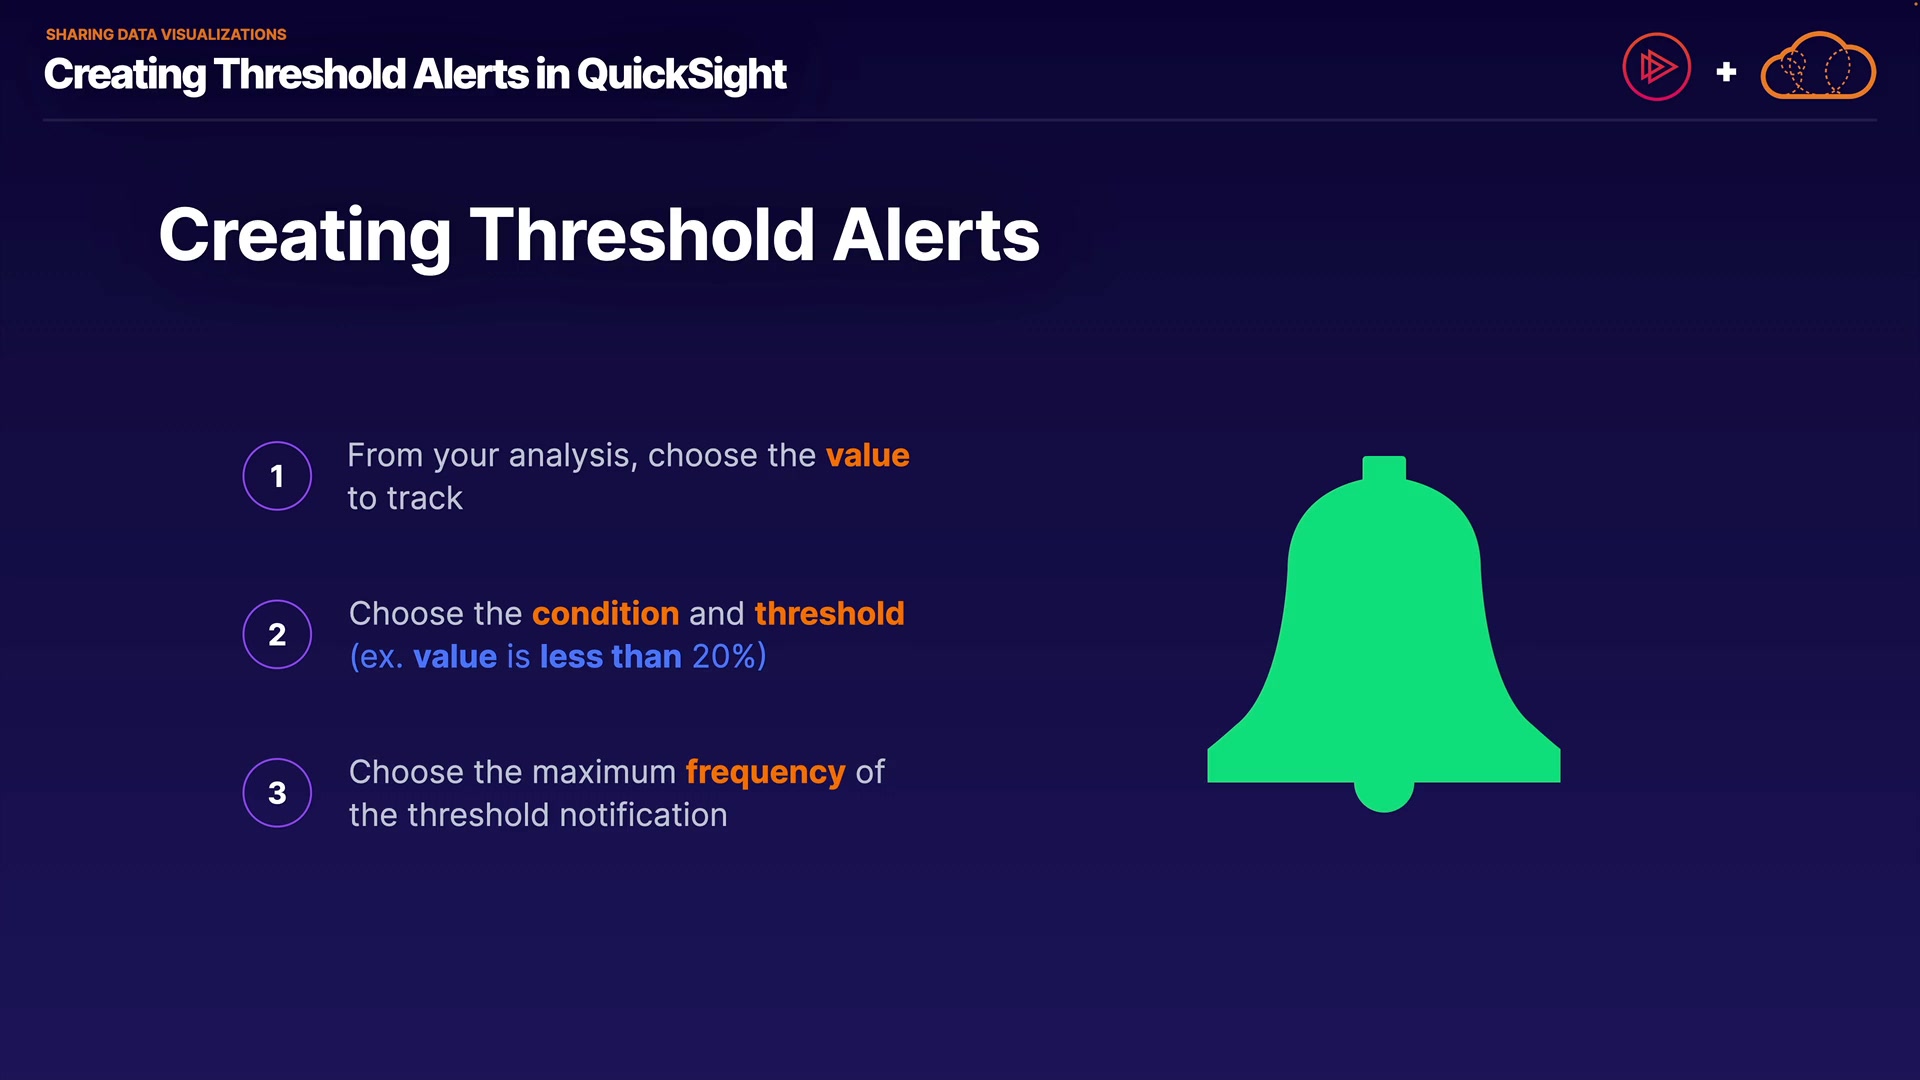 SHARING DATA VISUALIZATIONS
Creating Threshold Alerts in QuickSight
+
Creating Threshold Alerts
1
From your analysis, choose the value
to track
2
Choose the condition and threshold
(ex. value is less than 20%)
3
Choose the maximum frequency of
the threshold notification